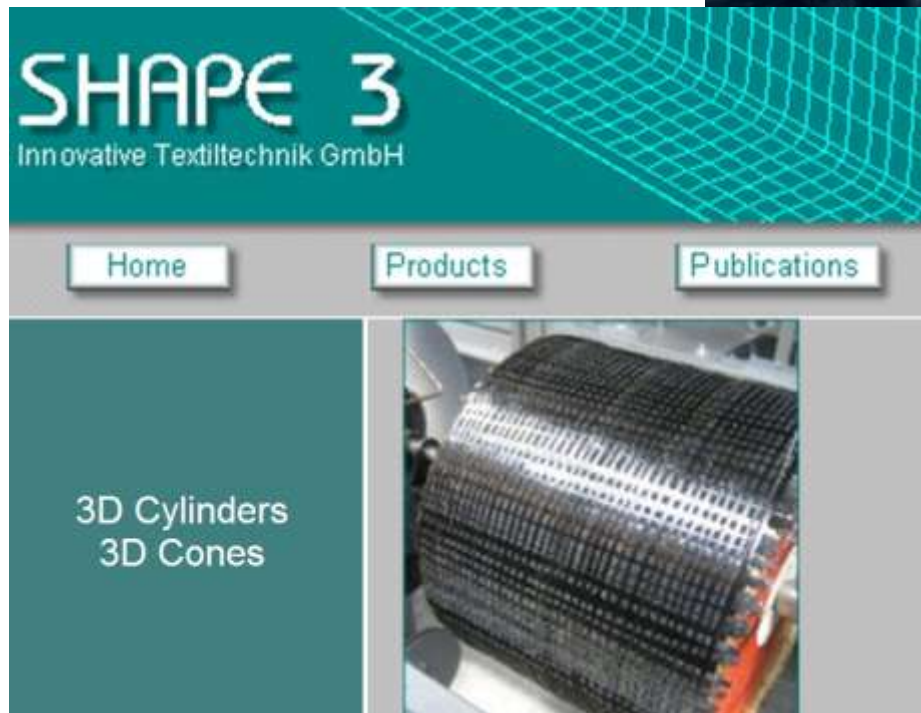 SHAPE 3
Innovative Textiltechnik GmbH
Home
Products
Publications
3D Cylinders
3D Cones